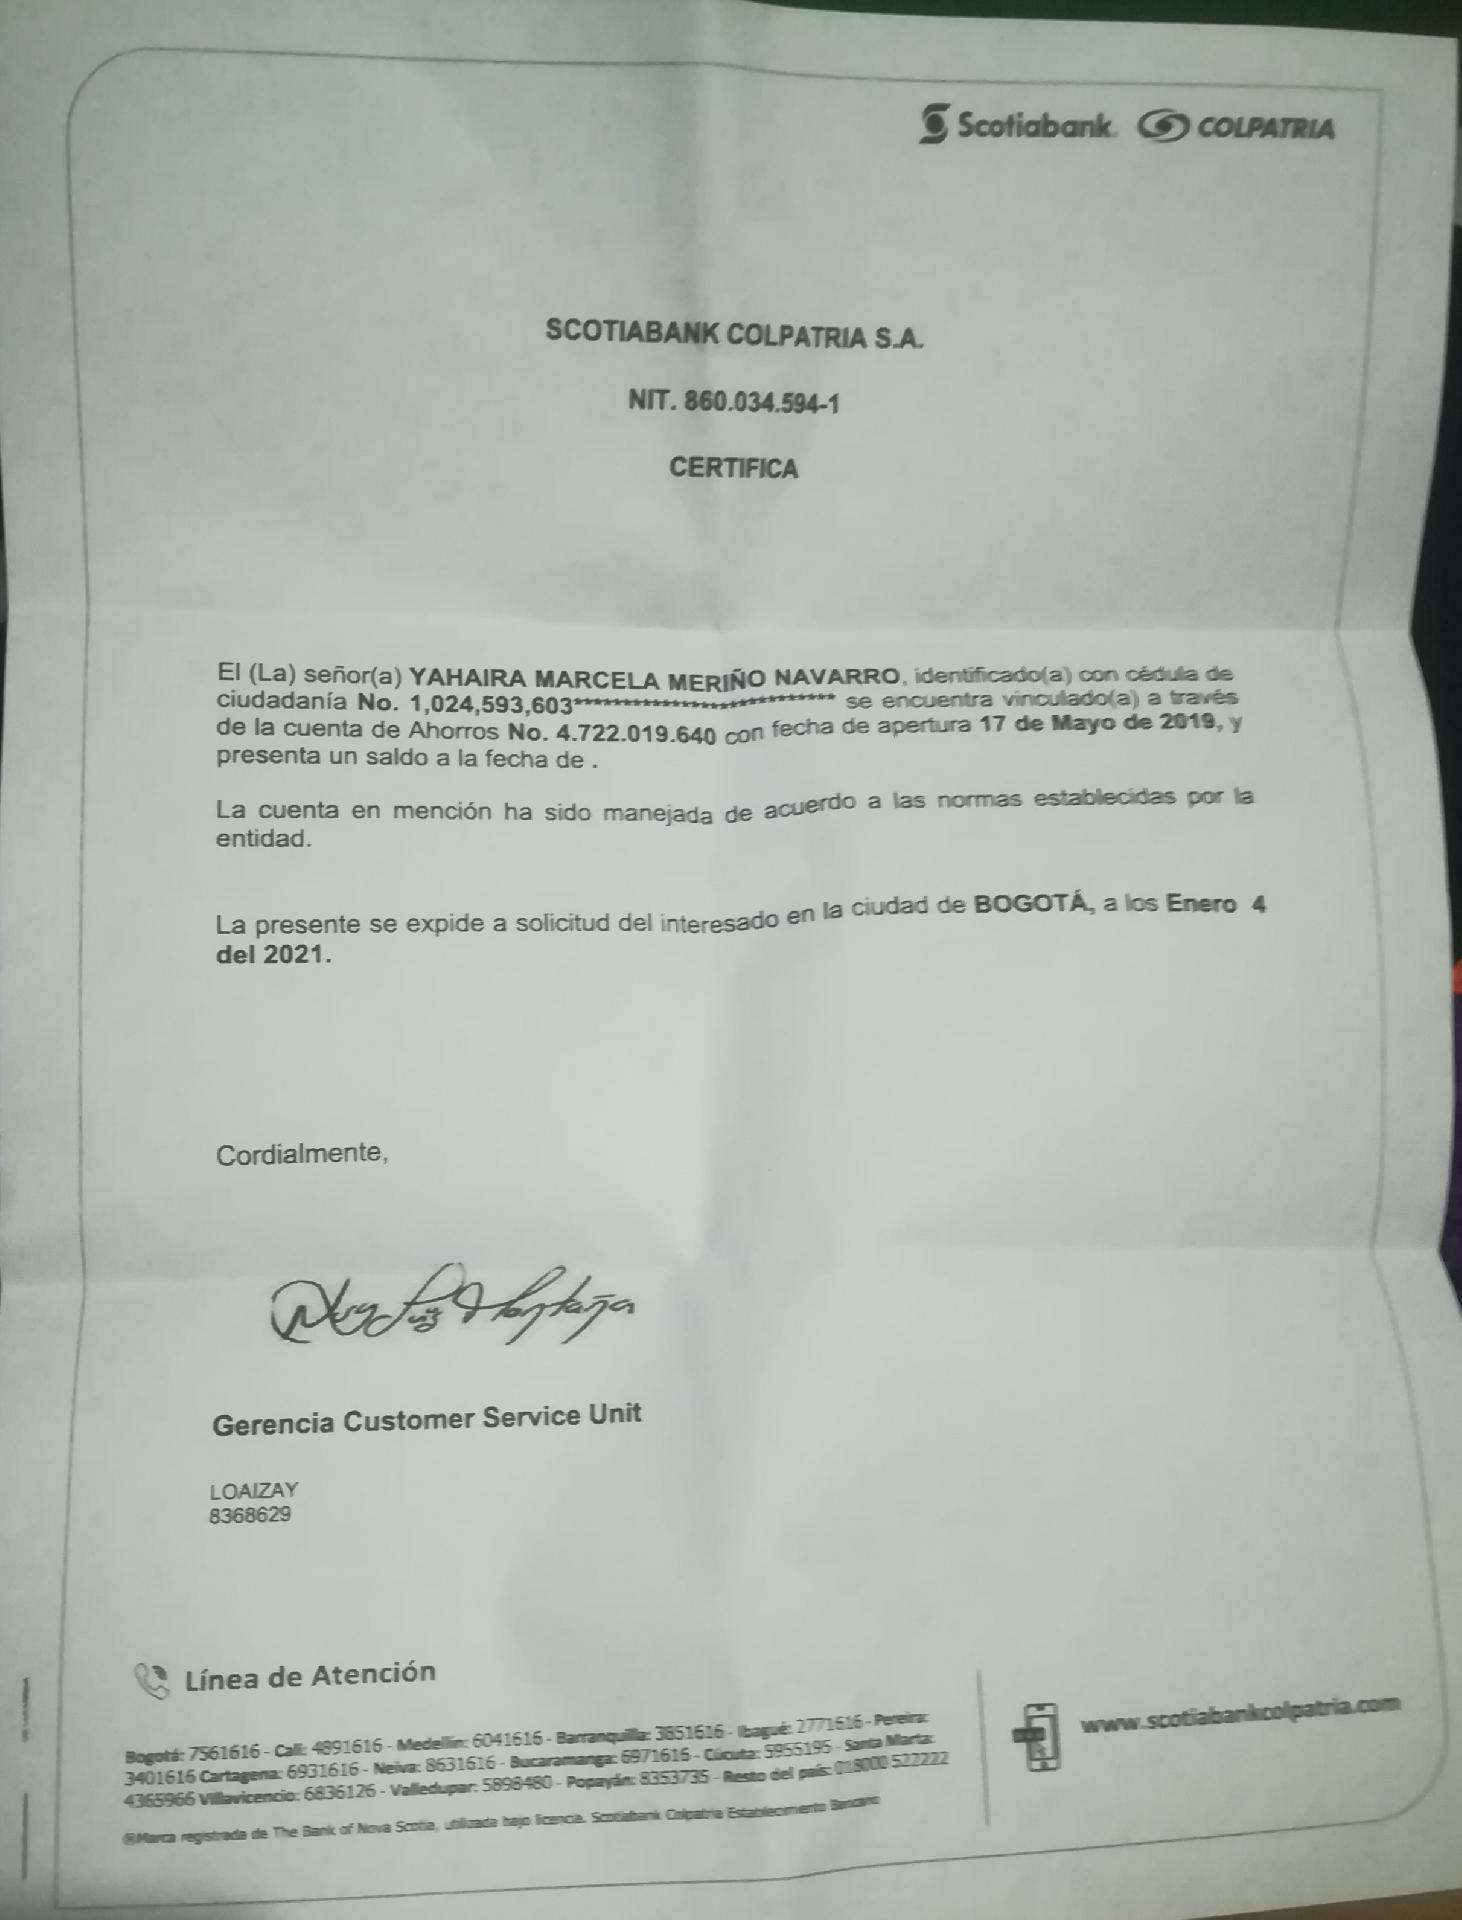 Scotiabank. COLPATRIA
SCOTIABANK COLPATRIA S.A.
NIT. 860.034.594-1
CERTIFICA
El (La) señor(a) YAHAIRA MARCELA MERIÑO NAVARRO, identificado(a) con cédula de
ciudadanía No. 1,024,593,603**************************** se encuentra vinculado(a) a través
de la cuenta de Ahorros No. 4.722.019.640 con fecha de apertura 17 de Mayo de 2019, y
presenta un saldo a la fecha de .
La cuenta en mención ha sido manejada de acuerdo a las normas establecidas por la
entidad.
La presente se expide a solicitud del interesado en la ciudad de BOGOTÁ, a los Enero 4
del 2021.
Cordialmente,
Gerencia Customer Service Unit
LOAIZAY
8368629
Línea de Atención
Bogotá: 7561616 - Cali: 4891616 - Medellín: 6041616 - Barranquilla: 3851616 - Ibagué: 2771616 - Pereira:
3401616 Cartagena: 6931616 - Neiva: 8631616 - Bucaramanga: 6971616 - Cúcuta: 5955195 - Santa Marta:
4365966 Villavicencio: 6836126 - Valledupar: 5898480 - Popayán: 8353735 - Resto del país: 018000 522222
®Marca registrada de The Bank of Nova Scotia, utilizada bajo licencia. Scotiabank Colpatria Establecimiento Bancario
www.scotiabankcolpatria.com